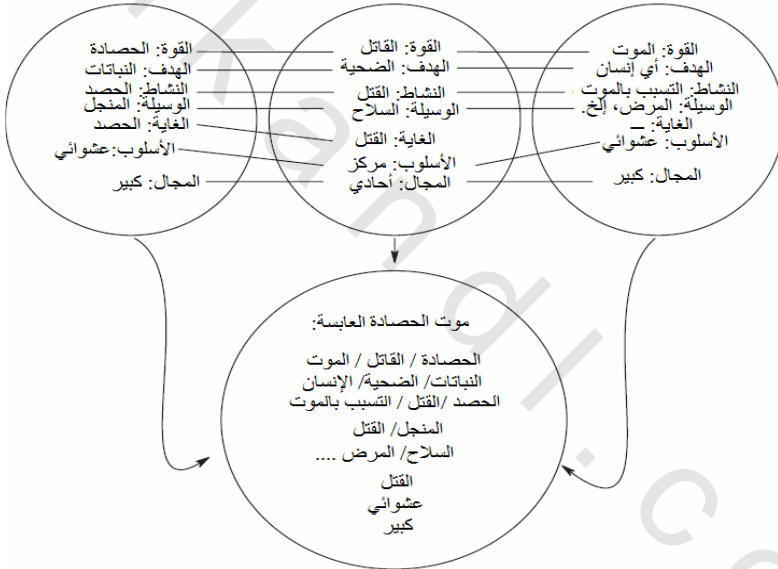 القوة: الموت
الهدف: أي إنسان
النشاط: التسبب بالموت
الوسيلة: المرض، إلخ.
الغاية: ــ
الأسلوب: عشوائي
المجال: كبير
القوة: القاتل
الهدف: الضحية
النشاط: القتل
الوسيلة: السلاح
الغاية: القتل
الأسلوب: مركز
المجال: أحادي
القوة: الحصادة
الهدف: النباتات
النشاط: الحصد
الوسيلة: المنجل
الغاية: الحصد
الأسلوب:عشوائي
المجال: كبير
موت الحصادة العابسة:
الحصادة / القاتل / الموت
النباتات/ الضحية/ الإنسان
الحصد /القتل / التسبب بالموت
المنجل/ القتل
السلاح/ المرض ....
القتل
عشوائي
كبير